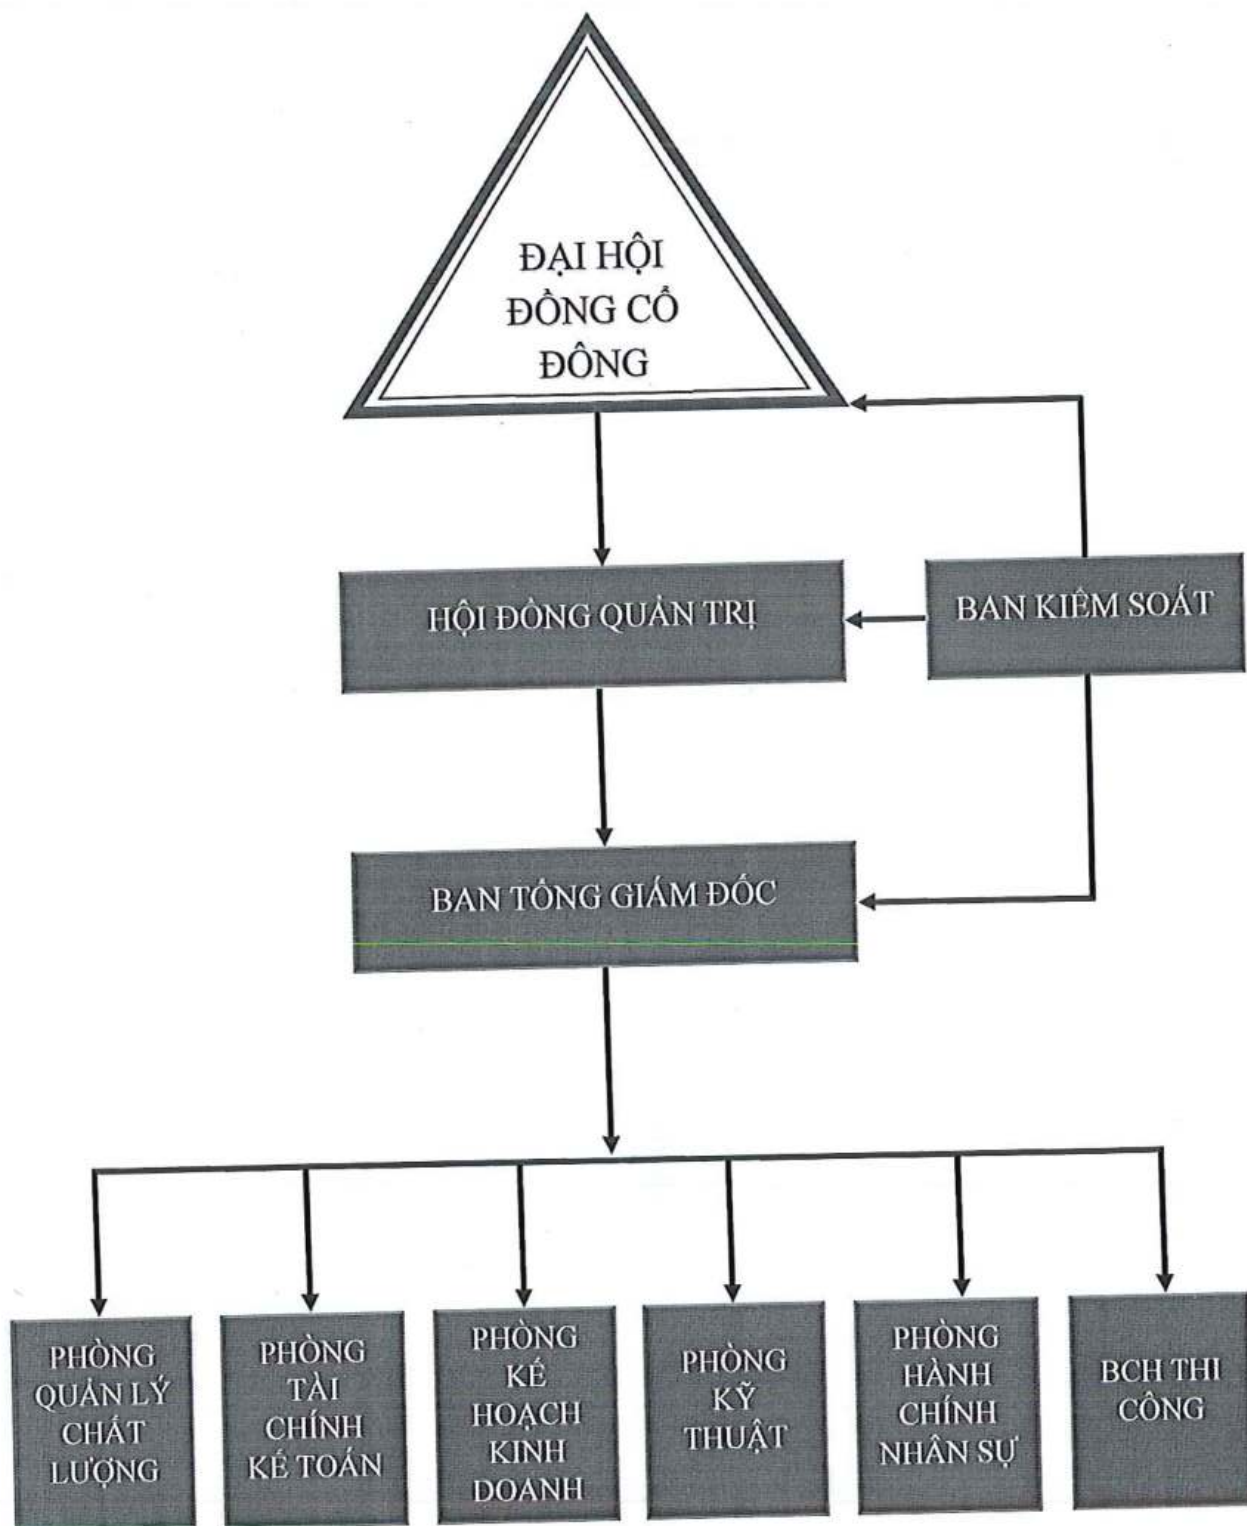 ĐẠI HỘI
ĐỒNG CỔ
ĐÔNG
HỘI ĐỒNG QUẢN TRỊ
BAN KIỂM SOÁT
BAN TỔNG GIÁM ĐỐC
PHÒNG
QUẢN LÝ
CHẤT
LƯỢNG
PHÒNG
TÀI
CHÍNH
KẾ TOÁN
PHÒNG
KẾ
HOẠCH
KINH
DOANH
PHÒNG
KỸ
THUẬT
PHÒNG
HÀNH
CHÍNH
NHÂN SỰ
BCH THI
CÔNG